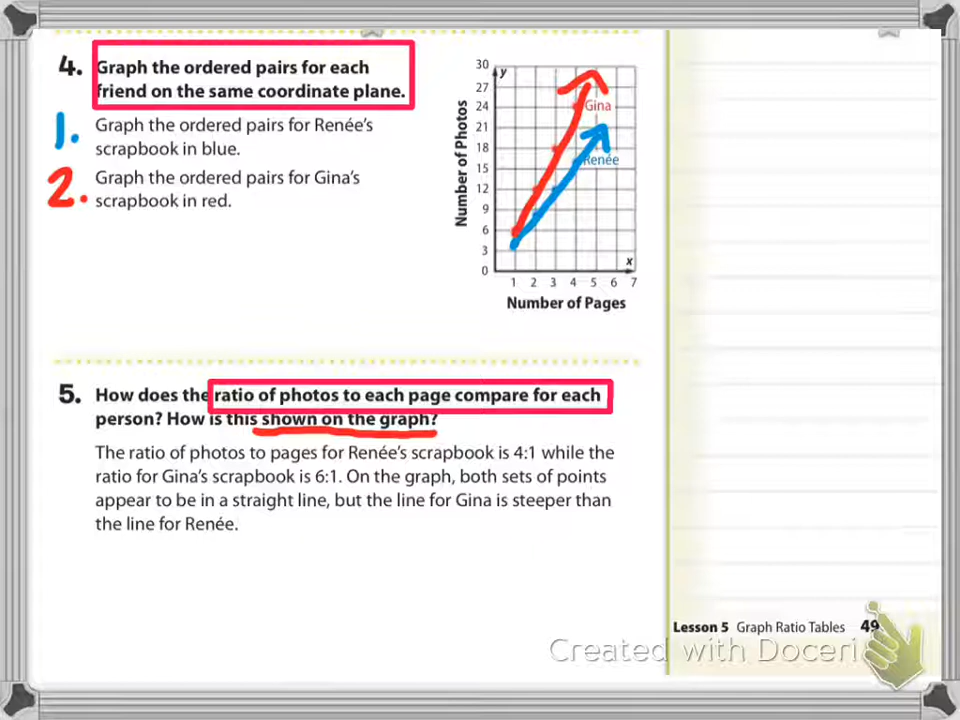 4. Graph the ordered pairs for each
friend on the same coordinate plane.
1. Graph the ordered pairs for Renée's
scrapbook in blue.
2. Graph the ordered pairs for Gina's
scrapbook in red.
Number of Photos
30
27
24
21
18
15
12
9
6
3
0
y
Gina
Renée
x
1 2 3 4 5 6 7
Number of Pages
5. How does the ratio of photos to each page compare for each
person? How is this shown on the graph?
The ratio of photos to pages for Renée's scrapbook is 4:1 while the
ratio for Gina's scrapbook is 6:1. On the graph, both sets of points
appear to be in a straight line, but the line for Gina is steeper than
the line for Renée.
Lesson 5 Graph Ratio Tables 49
Created with Doceri